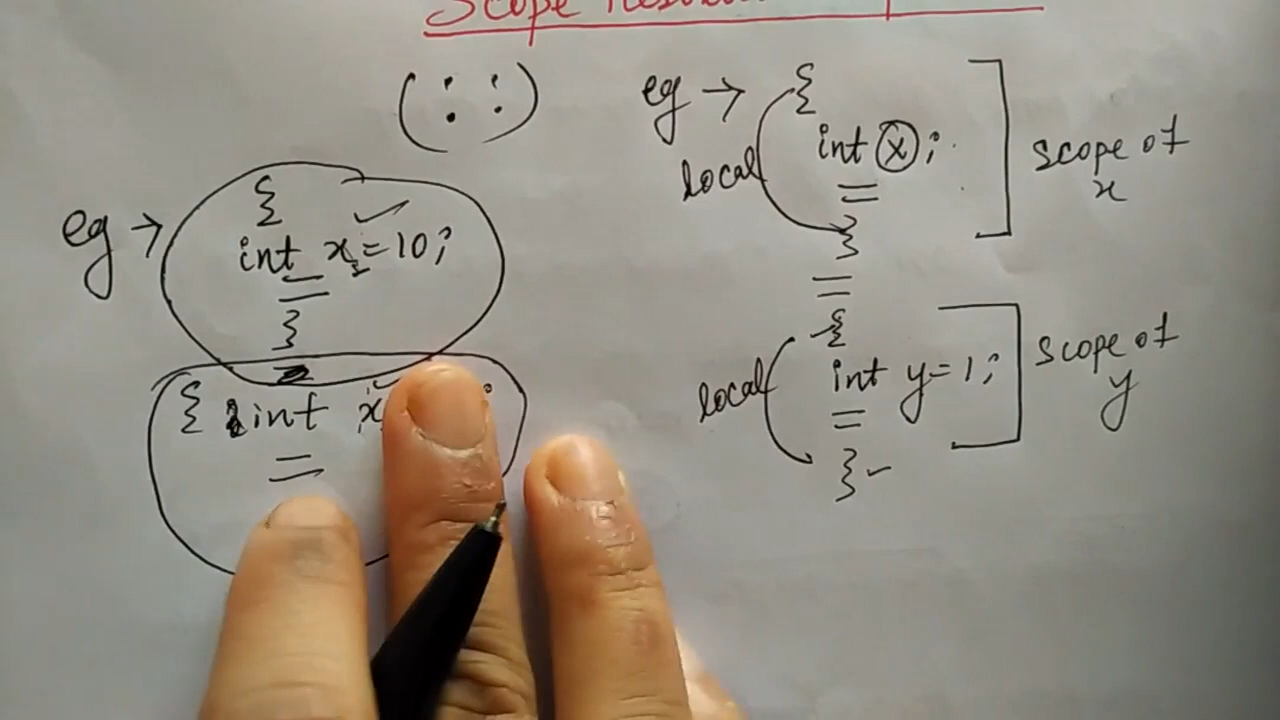 Scope
(: :)
eg → {
int x = 10;
}
{ int x
;
eg → {
int x;
}
local
scope of
x
{
int y = 1;
}
local
scope of
y